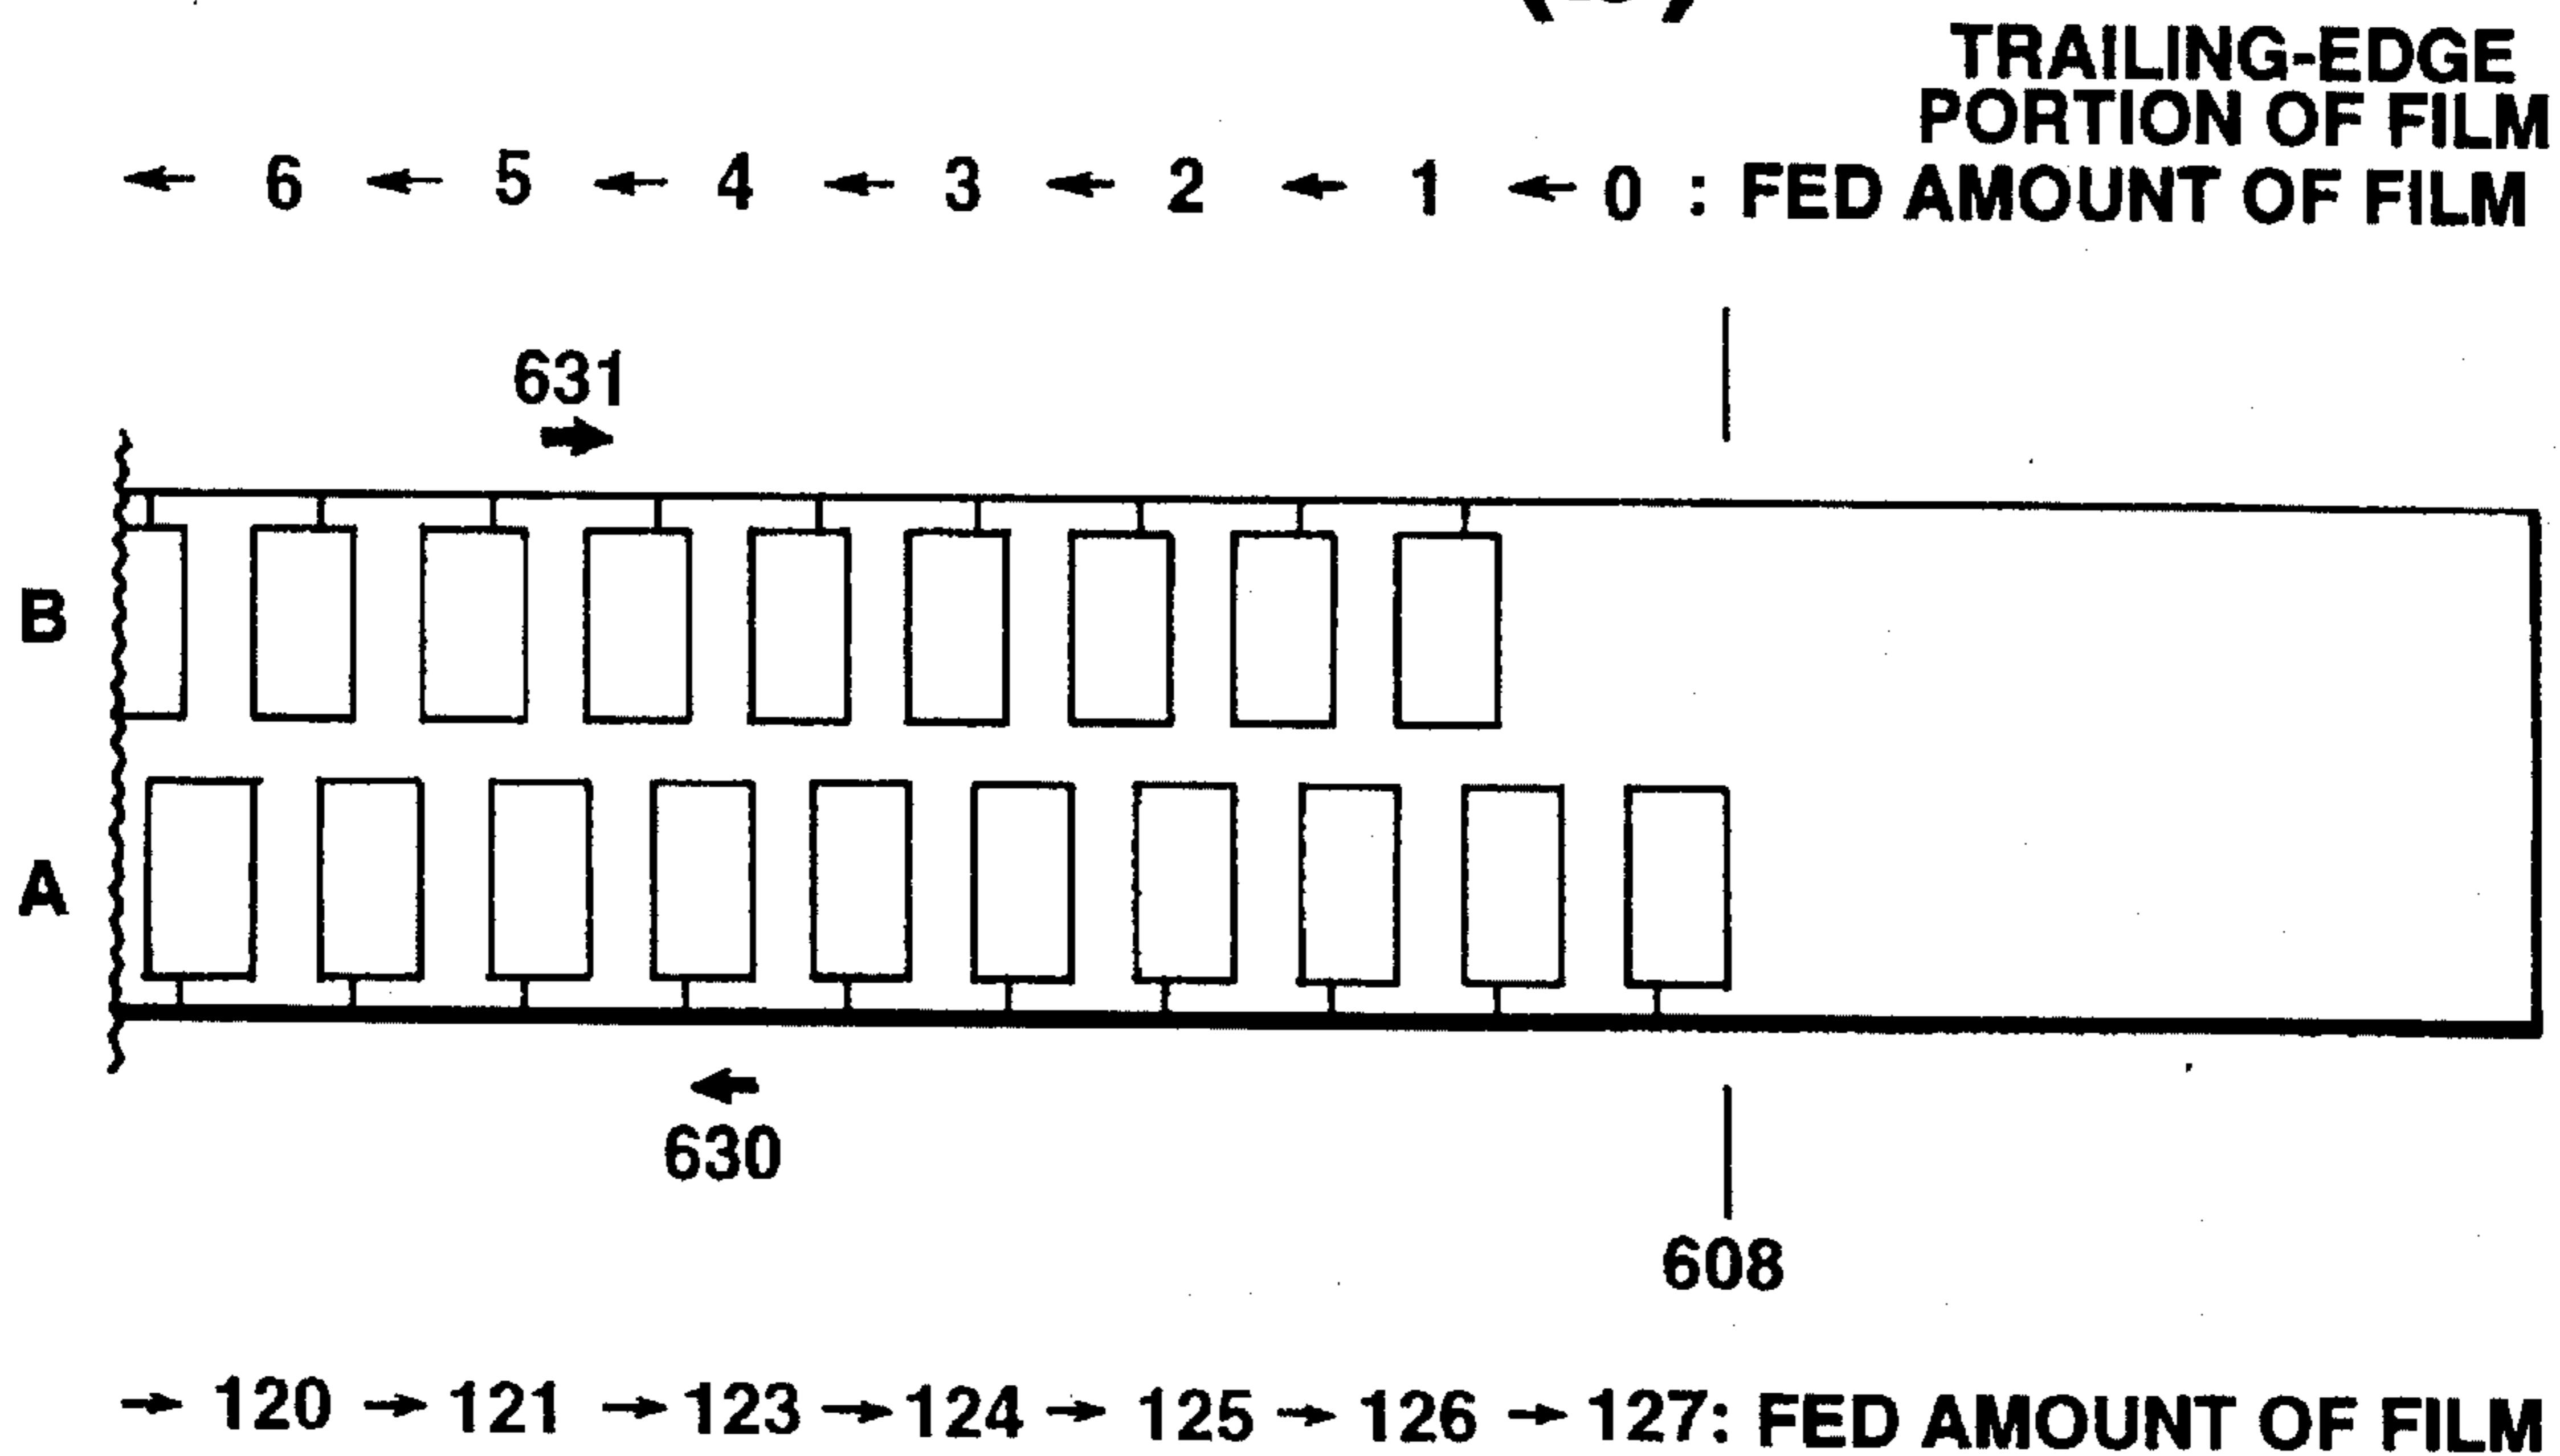 TRAILING-EDGE
PORTION OF FILM
← 6 ← 5 ← 4 ← 3 ← 2 ← 1 ← 0 : FED AMOUNT OF FILM
631
B
A
630
608
→ 120 → 121 → 123 → 124 → 125 → 126 → 127: FED AMOUNT OF FILM